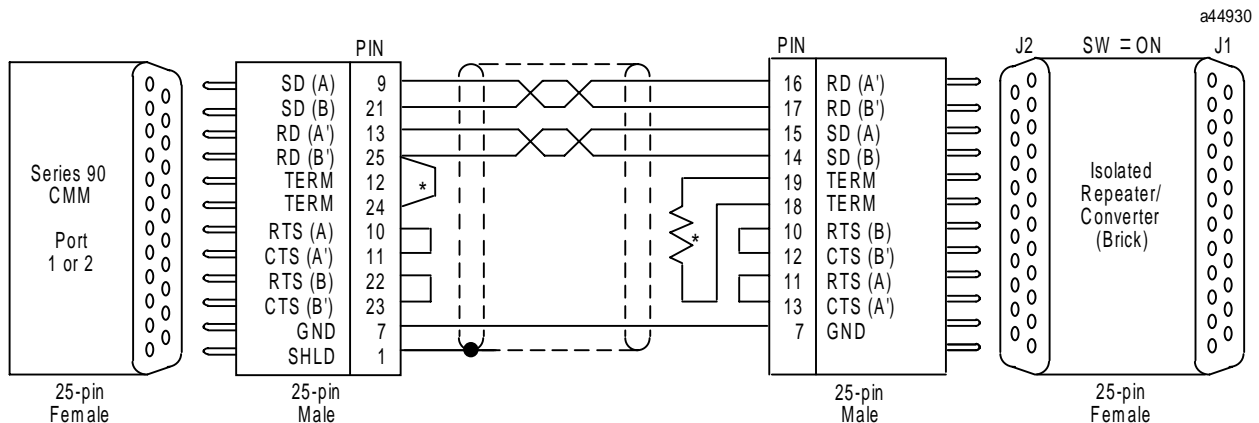 a44930
PIN
PIN
J2
SW = ON
J1
SD (A) 9
SD (B) 21
RD (A') 13
RD (B') 25
TERM 12
TERM 24
RTS (A) 10
CTS (A') 11
RTS (B) 22
CTS (B') 23
GND 7
SHLD 1
*
*
16 RD (A')
17 RD (B')
15 SD (A)
14 SD (B)
19 TERM
18 TERM
10 RTS (B)
12 CTS (B')
11 RTS (A)
13 CTS (A')
7 GND
Series 90
CMM
Port
1 or 2
Isolated
Repeater/
Converter
(Brick)
25-pin
Female
25-pin
Male
25-pin
Male
25-pin
Female